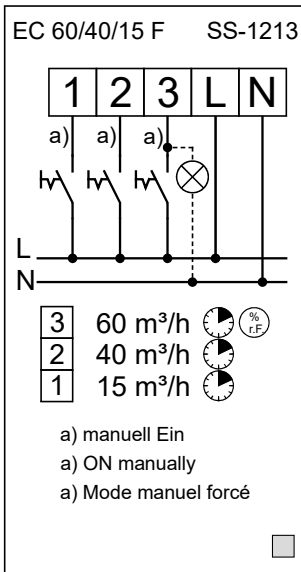 EC 60/40/15 F SS-1213
1 2 3 L N
a) a) a)
L
N
3 60 m³/h % r.F.
2 40 m³/h
1 15 m³/h
a) manuell Ein
a) ON manually
a) Mode manuel forcé